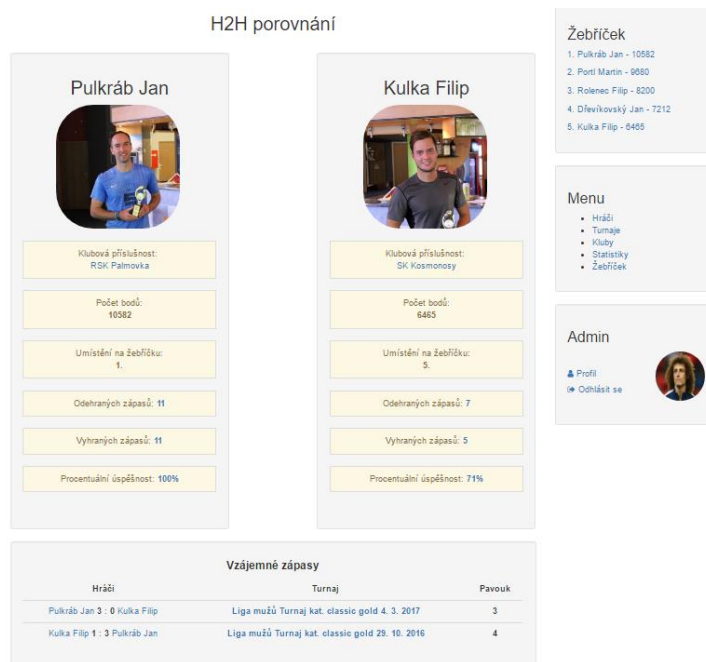 H2H porovnání
Pulkráb Jan
Klubová příslušnost:
RSK Palmovka
Počet bodů:
10582
Umístění na žebříčku:
1.
Odehraných zápasů: 11
Vyhraných zápasů: 11
Procentuální úspěšnost: 100%
Kulka Filip
Klubová příslušnost:
SK Kosmonosy
Počet bodů:
6465
Umístění na žebříčku:
5.
Odehraných zápasů: 7
Vyhraných zápasů: 5
Procentuální úspěšnost: 71%
Vzájemné zápasy
Hráči Turnaj Pavouk
Pulkráb Jan 3 : 0 Kulka Filip Liga mužů Turnaj kat. classic gold 4. 3. 2017 3
Kulka Filip 1 : 3 Pulkráb Jan Liga mužů Turnaj kat. classic gold 29. 10. 2016 4
Žebříček
1. Pulkráb Jan - 10582
2. Portl Martin - 9680
3. Rolenec Filip - 8200
4. Dřevíkovský Jan - 7212
5. Kulka Filip - 6465
Menu
Hráči
Turnaje
Kluby
Statistiky
Žebříček
Admin
Profil
Odhlásit se